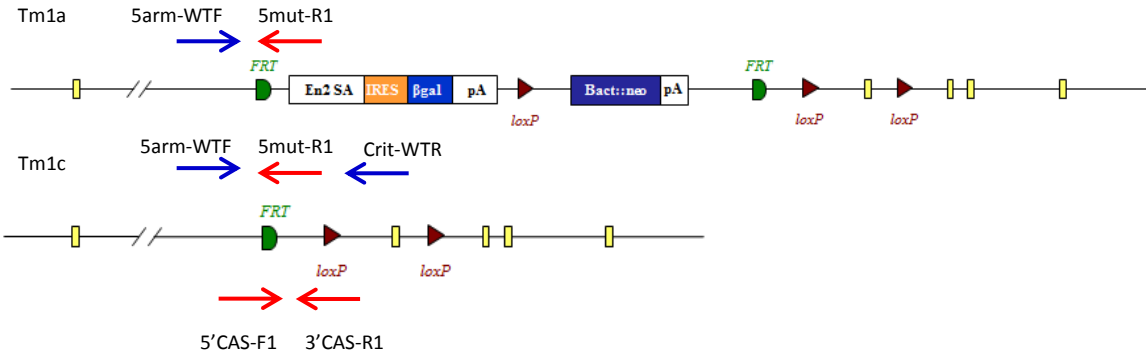 Tm1a 5arm-WTF 5mut-R1
FRT FRT
En2 SA IRES βgal pA Bact::neo pA
loxP loxP loxP
Tm1c 5arm-WTF 5mut-R1 Crit-WTR
FRT
loxP loxP
5'CAS-F1 3'CAS-R1